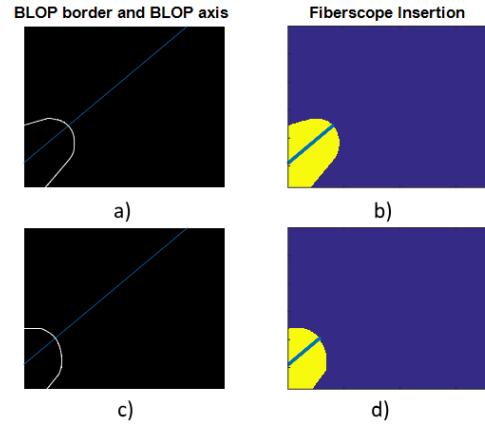 BLOP border and BLOP axis
Fiberscope Insertion
a)
b)
c)
d)